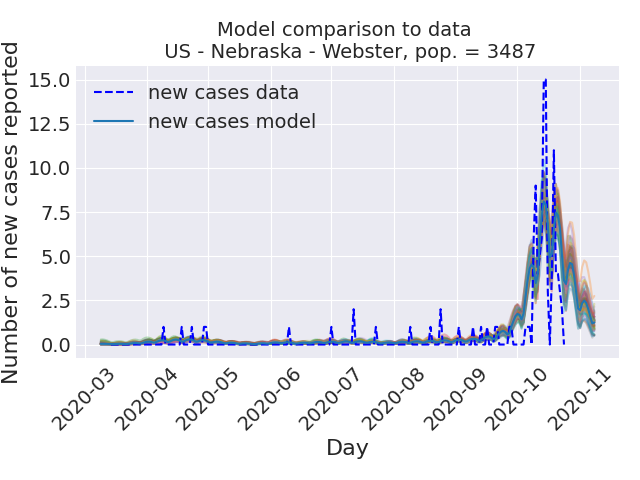 Model comparison to data
US - Nebraska - Webster, pop. = 3487
Number of new cases reported
15.0
12.5
10.0
7.5
5.0
2.5
0.0
new cases data
new cases model
2020-03
2020-04
2020-05
2020-06
2020-07
2020-08
2020-09
2020-10
2020-11
Day